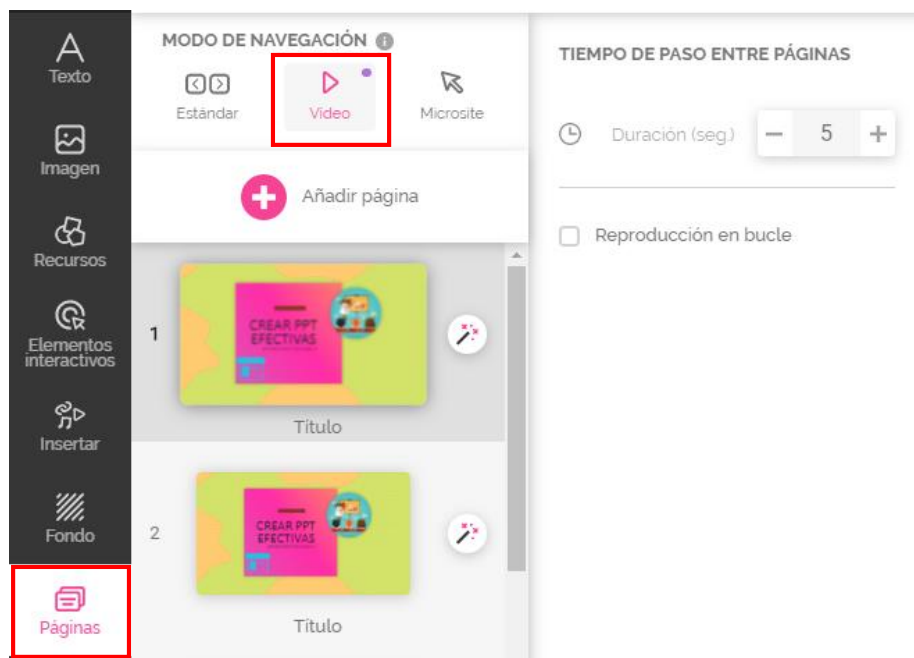 Texto
Imagen
Recursos
Elementos
interactivos
Insertar
Fondo
Páginas
MODO DE NAVEGACIÓN
Estándar
Vídeo
Microsite
Añadir página
1
CREAR PPT
EFECTIVAS
Título
2
CREAR PPT
EFECTIVAS
Título
TIEMPO DE PASO ENTRE PÁGINAS
Duración (seg.) − 5 +
Reproducción en bucle